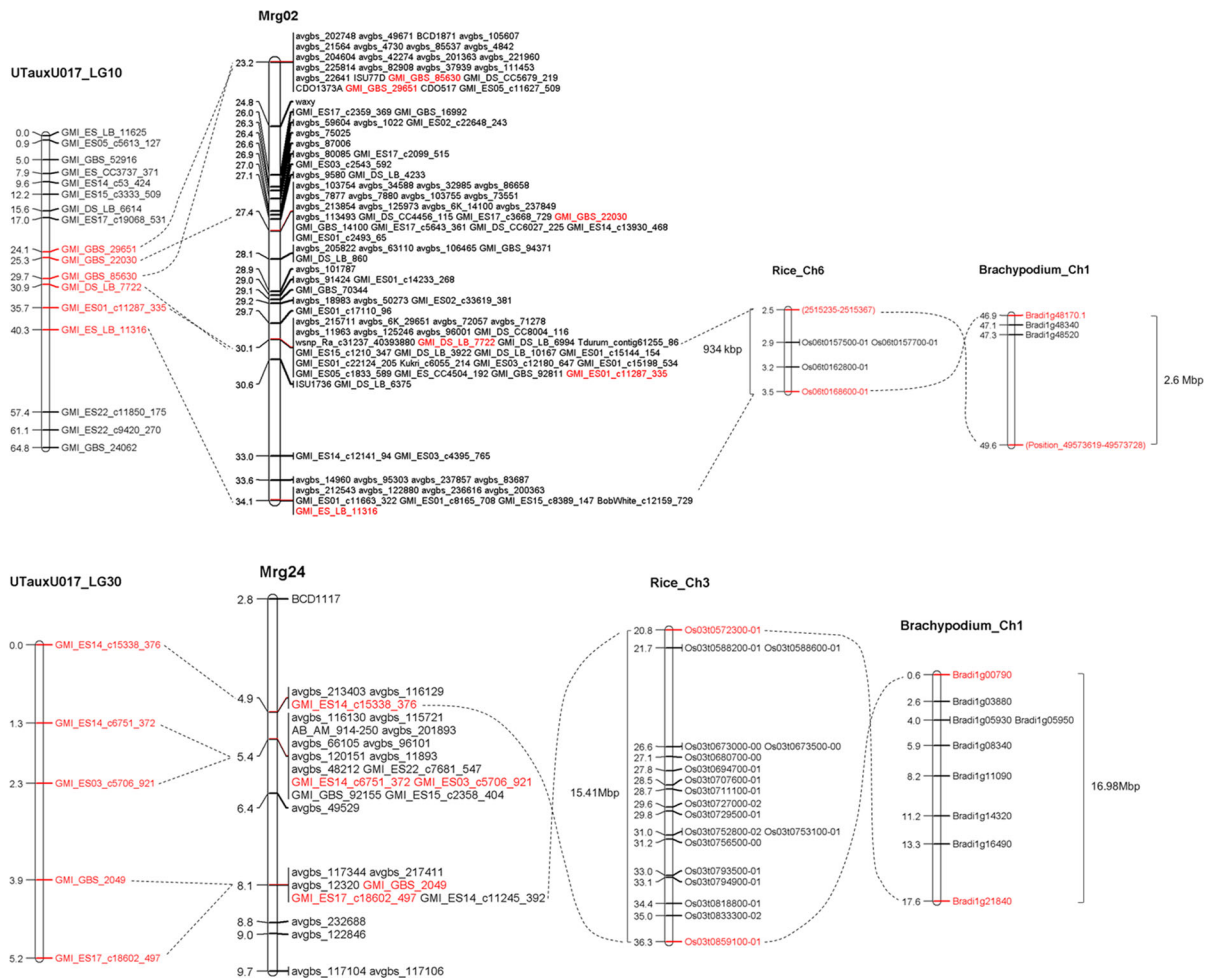 Mrg02
avgbs_202748 avgbs_49671 BCD1871 avgbs_105607
avgbs_21564 avgbs_4730 avgbs_85537 avgbs_4842
avgbs_204604 avgbs_42274 avgbs_201363 avgbs_221960
avgbs_225814 avgbs_82908 avgbs_37939 avgbs_111453
23.2
avgbs_22641 ISU77D GMI_GBS_85630 GMI_DS_CC5679_219
CDO1373A GMI_GBS_29651 CDO517 GMI_ES05_c11627_509
24.8 waxy
26.0 GMI_ES17_c2359_369 GMI_GBS_16992
26.3 avgbs_59604 avgbs_1022 GMI_ES02_c22648_243
26.4 avgbs_75025
26.6 avgbs_87006
26.9 avgbs_80085 GMI_ES17_c2099_515
27.0 GMI_ES03_c2543_592
27.1 avgbs_9580 GMI_DS_LB_4233
avgbs_103754 avgbs_34588 avgbs_32985 avgbs_86658
avgbs_7877 avgbs_7880 avgbs_103755 avgbs_73551
avgbs_213854 avgbs_125973 avgbs_6K_14100 avgbs_237849
27.4 avgbs_113493 GMI_DS_CC4456_115 GMI_ES17_c3668_729 GMI_GBS_22030
GMI_GBS_14100 GMI_ES17_c5643_361 GMI_DS_CC6027_225 GMI_ES14_c13930_468
GMI_ES01_c2493_65
28.1 avgbs_205822 avgbs_63110 avgbs_106465 GMI_GBS_94371
GMI_DS_LB_860
28.9 avgbs_101787
29.0 avgbs_91424 GMI_ES01_c14233_268
29.1 GMI_GBS_70344
29.2 avgbs_18983 avgbs_50273 GMI_ES02_c33619_381
29.7 GMI_ES01_c17110_96
avgbs_215711 avgbs_6K_29651 avgbs_72057 avgbs_71278
avgbs_11963 avgbs_125246 avgbs_96001 GMI_DS_CC8004_116
30.1 wsnp_Ra_c31237_40393880 GMI_DS_LB_7722 GMI_DS_LB_6994 Tdurum_contig61255_86
GMI_ES15_c1210_347 GMI_DS_LB_3922 GMI_DS_LB_10167 GMI_ES01_c15144_154
GMI_ES01_c22124_205 Kukri_c6055_214 GMI_ES03_c12180_647 GMI_ES01_c15198_534
GMI_ES05_c1833_589 GMI_ES_CC4504_192 GMI_GBS_92811 GMI_ES01_c11287_335
30.6 ISU1736 GMI_DS_LB_6375
33.0 GMI_ES14_c12141_94 GMI_ES03_c4395_765
33.6 avgbs_14960 avgbs_95303 avgbs_237857 avgbs_83687
avgbs_212543 avgbs_122880 avgbs_236616 avgbs_200363
34.1 GMI_ES01_c11663_322 GMI_ES01_c8165_708 GMI_ES15_c8389_147 BobWhite_c12159_729
GMI_ES_LB_11316
UTauxU017_LG10
0.0 GMI_ES_LB_11625
0.9 GMI_ES05_c5613_127
5.0 GMI_GBS_52916
7.9 GMI_ES_CC3737_371
9.6 GMI_ES14_c53_424
12.2 GMI_ES15_c3333_509
15.6 GMI_DS_LB_6614
17.0 GMI_ES17_c19068_531
24.1 GMI_GBS_29651
25.3 GMI_GBS_22030
29.7 GMI_GBS_85630
30.9 GMI_DS_LB_7722
35.7 GMI_ES01_c11287_335
40.3 GMI_ES_LB_11316
57.4 GMI_ES22_c11850_175
61.1 GMI_ES22_c9420_270
64.8 GMI_GBS_24062
Rice_Ch6
2.5 (2515235-2515367)
2.9 Os06t0157500-01 Os06t0157700-01
934 kbp
3.2 Os06t0162800-01
3.5 Os06t0168600-01
Brachypodium_Ch1
46.9 Bradi1g48170.1
47.1 Bradi1g48340
47.3 Bradi1g48520
2.6 Mbp
49.6 (Position_49573619-49573728)
UTauxU017_LG30
0.0 GMI_ES14_c15338_376
1.3 GMI_ES14_c6751_372
2.3 GMI_ES03_c5706_921
3.9 GMI_GBS_2049
5.2 GMI_ES17_c18602_497
Mrg24
2.8 BCD1117
4.9 avgbs_213403 avgbs_116129
GMI_ES14_c15338_376
avgbs_116130 avgbs_115721
AB_AM_914-250 avgbs_201893
avgbs_66105 avgbs_96101
5.4 avgbs_120151 avgbs_11893
avgbs_48212 GMI_ES22_c7681_547
GMI_ES14_c6751_372 GMI_ES03_c5706_921
GMI_GBS_92155 GMI_ES15_c2358_404
6.4 avgbs_49529
avgbs_117344 avgbs_217411
8.1 avgbs_12320 GMI_GBS_2049
GMI_ES17_c18602_497 GMI_ES14_c11245_392
8.8 avgbs_232688
9.0 avgbs_122846
9.7 avgbs_117104 avgbs_117106
Rice_Ch3
20.8 Os03t0572300-01
21.7 Os03t0588200-01 Os03t0588600-01
26.6 Os03t0673000-00 Os03t0673500-00
27.1 Os03t0680700-00
27.8 Os03t0694700-01
28.5 Os03t0707600-01
15.41Mbp
28.7 Os03t0711100-01
29.6 Os03t0727000-02
29.8 Os03t0729500-01
31.0 Os03t0752800-02 Os03t0753100-01
31.2 Os03t0756500-00
33.0 Os03t0793500-01
33.1 Os03t0794900-01
34.4 Os03t0818800-01
35.0 Os03t0833300-02
36.3 Os03t0859100-01
Brachypodium_Ch1
0.6 Bradi1g00790
2.6 Bradi1g03880
4.0 Bradi1g05930 Bradi1g05950
5.9 Bradi1g08340
8.2 Bradi1g11090
16.98Mbp
11.2 Bradi1g14320
13.3 Bradi1g16490
17.6 Bradi1g21840